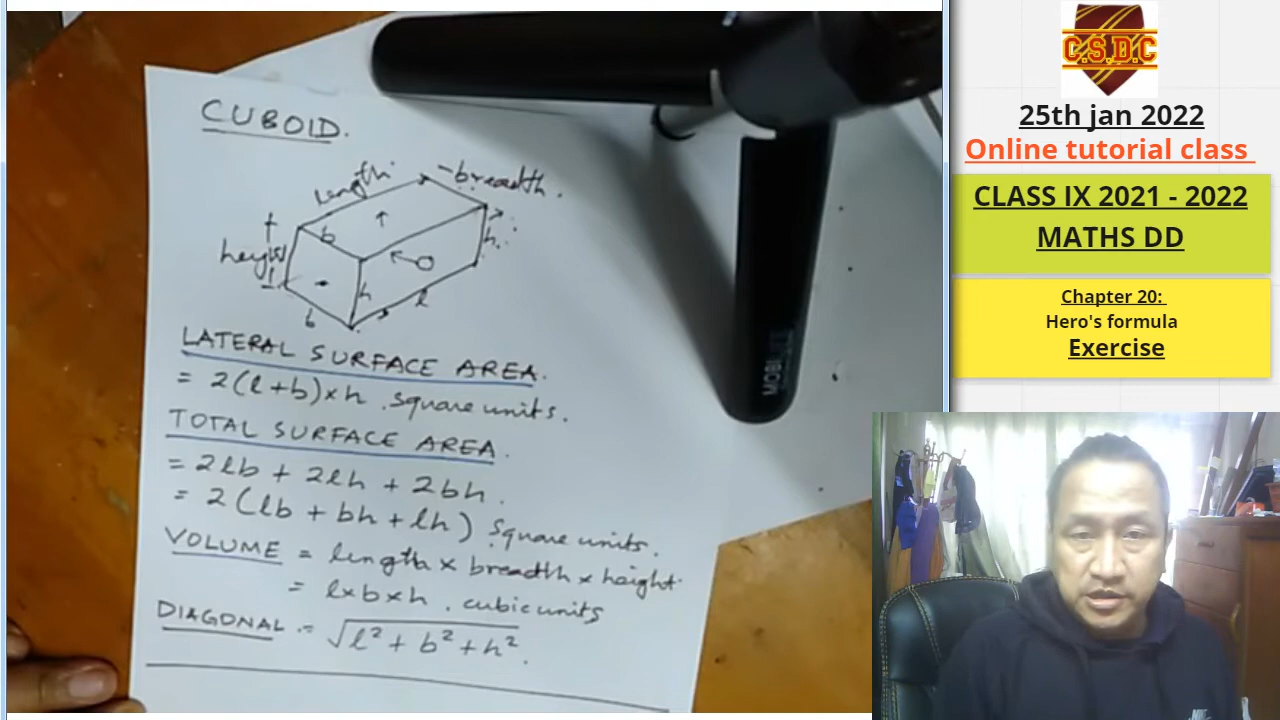 CUBOID.
length
breadth.
b
height
h
h
l
b
LATERAL SURFACE AREA.
= 2(l+b)×h . square units.
TOTAL SURFACE AREA.
= 2lb + 2lh + 2bh.
= 2(lb + bh + lh) square units.
VOLUME = length × breadth × height
= l×b×h . cubic units
DIAGONAL = √l² + b² + h².
MOBI
C.S.D.C
25th jan 2022
Online tutorial class
CLASS IX 2021 - 2022
MATHS DD
Chapter 20:
Hero's formula
Exercise